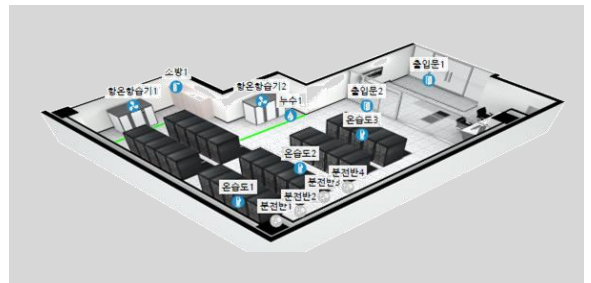 출입문1
소방1
항온항습기1
항온항습기2
출입문2
누수1
온습도3
온습도2
분전반4
분전반3
온습도1
분전반2
분전반1